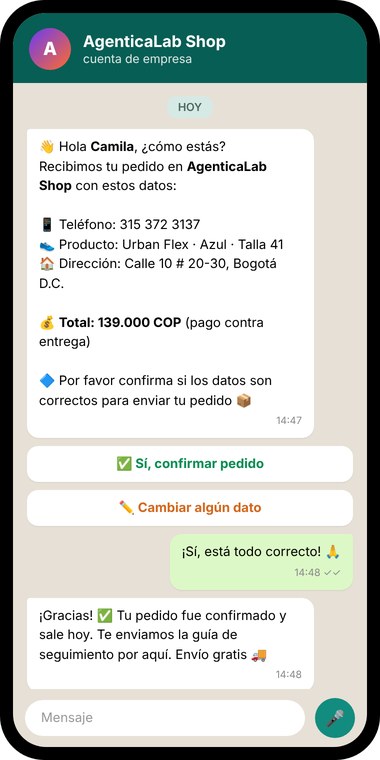 A
AgenticaLab Shop
cuenta de empresa
HOY
👋 Hola Camila, ¿cómo estás?
Recibimos tu pedido en AgenticaLab
Shop con estos datos:
📱 Teléfono: 315 372 3137
👟 Producto: Urban Flex · Azul · Talla 41
🏠 Dirección: Calle 10 # 20-30, Bogotá
D.C.
💰 Total: 139.000 COP (pago contra
entrega)
🔷 Por favor confirma si los datos son
correctos para enviar tu pedido 📦
14:47
✅ Sí, confirmar pedido
✏️ Cambiar algún dato
¡Sí, está todo correcto! 🙏
14:48 ✓✓
¡Gracias! ✅ Tu pedido fue confirmado y
sale hoy. Te enviamos la guía de
seguimiento por aquí. Envío gratis 🚚
14:48
Mensaje